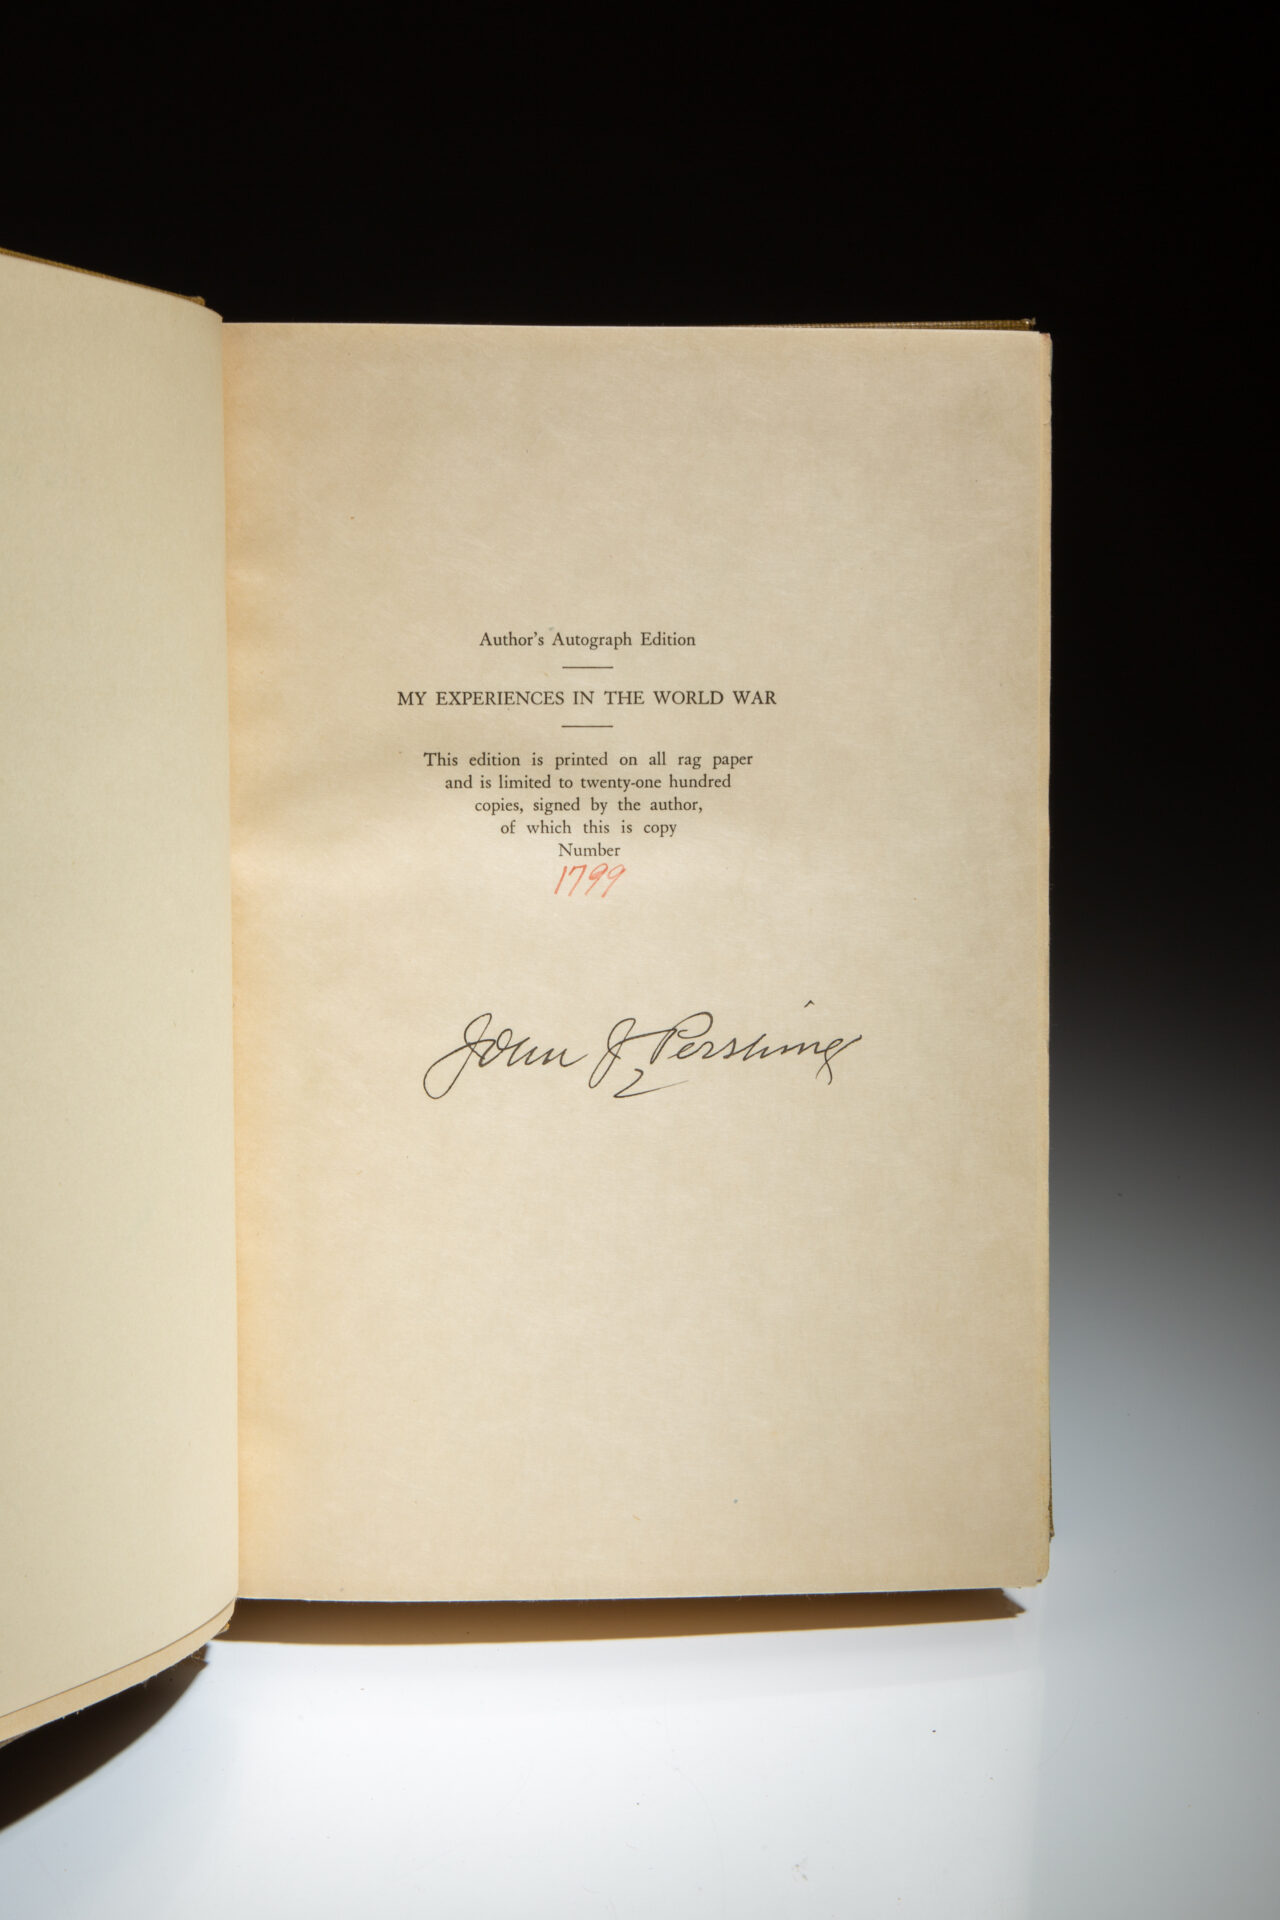 Author's Autograph Edition
MY EXPERIENCES IN THE WORLD WAR
This edition is printed on all rag paper
and is limited to twenty-one hundred
copies, signed by the author,
of which this is copy
Number
1799
John J Pershing